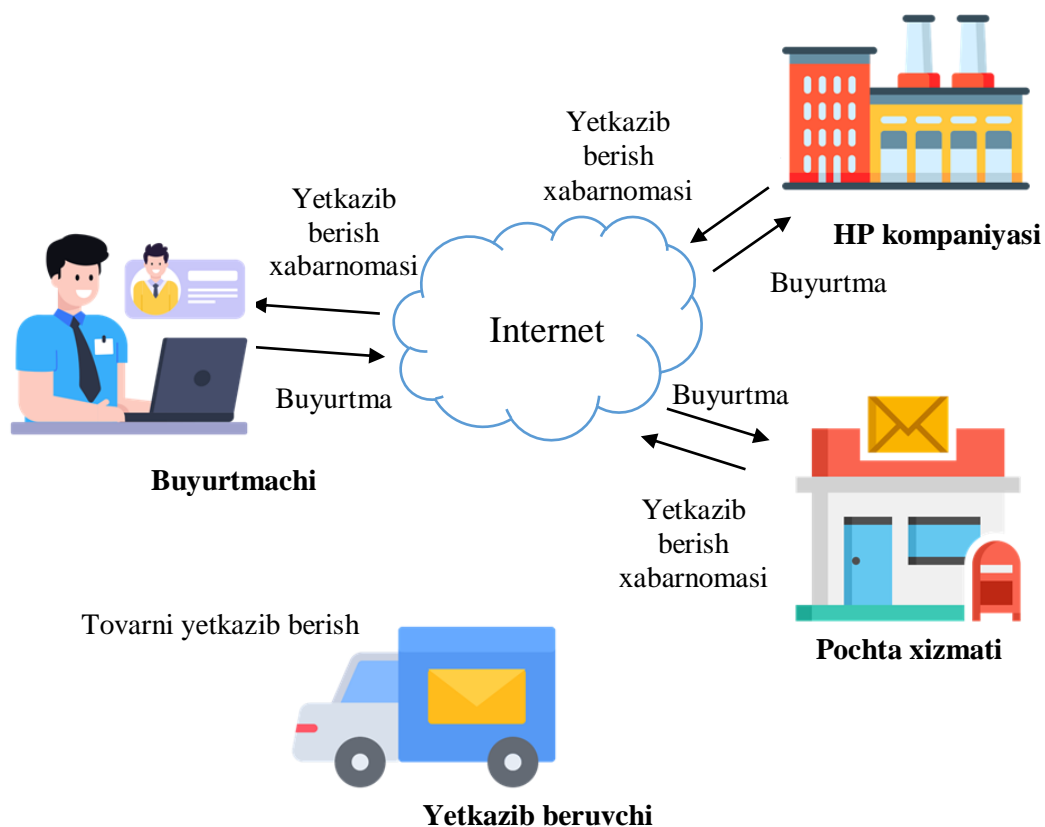 Yetkazib
berish
xabarnomasi
HP kompaniyasi
Buyurtma
Yetkazib
berish
xabarnomasi
Internet
Buyurtma
Buyurtmachi
Buyurtma
Yetkazib
berish
xabarnomasi
Pochta xizmati
Tovarni yetkazib berish
Yetkazib beruvchi